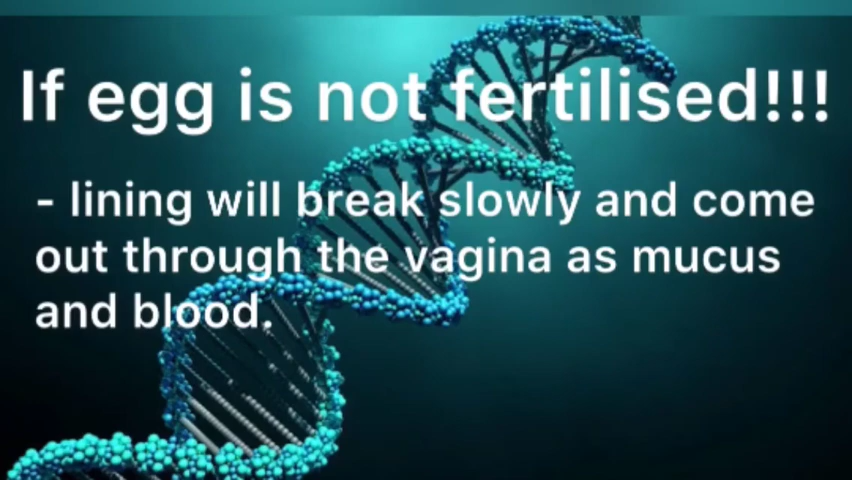 If egg is not fertilised!!!
- lining will break slowly and come
out through the vagina as mucus
and blood.